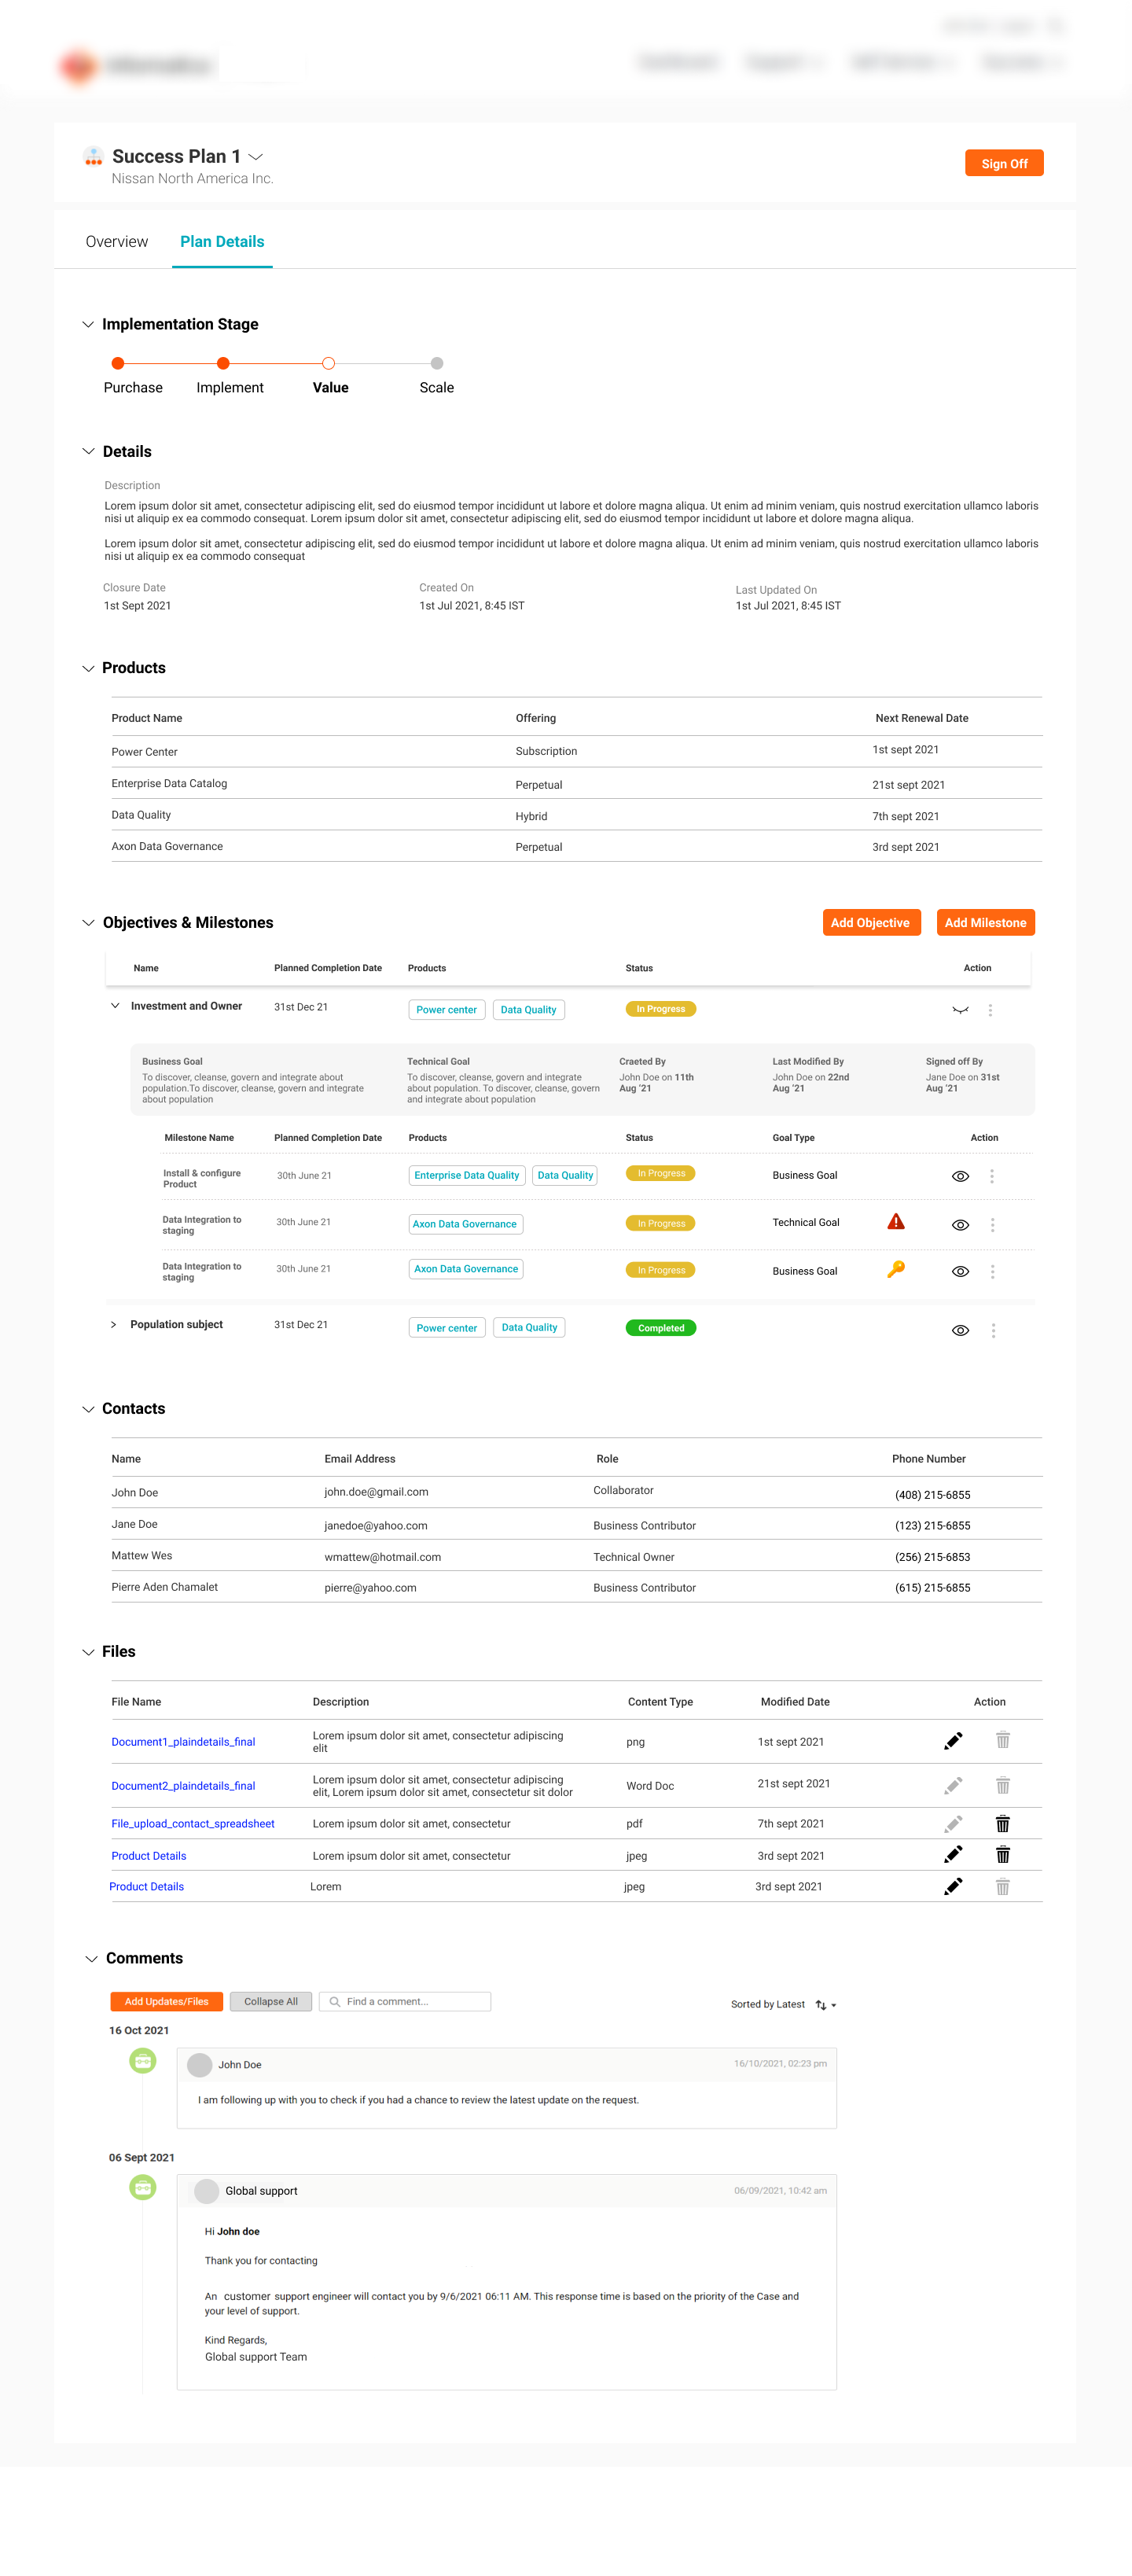 Success Plan 1
Nissan North America Inc.
Sign Off
Overview
Plan Details
Implementation Stage
Purchase
Implement
Value
Scale
Details
Description
Lorem ipsum dolor sit amet, consectetur adipiscing elit, sed do eiusmod tempor incididunt ut labore et dolore magna aliqua. Ut enim ad minim veniam, quis nostrud exercitation ullamco laboris
nisi ut aliquip ex ea commodo consequat. Lorem ipsum dolor sit amet, consectetur adipiscing elit, sed do eiusmod tempor incididunt ut labore et dolore magna aliqua.
Lorem ipsum dolor sit amet, consectetur adipiscing elit, sed do eiusmod tempor incididunt ut labore et dolore magna aliqua. Ut enim ad minim veniam, quis nostrud exercitation ullamco laboris
nisi ut aliquip ex ea commodo consequat
Closure Date
1st Sept 2021
Created On
1st Jul 2021, 8:45 IST
Last Updated On
1st Jul 2021, 8:45 IST
Products
Product Name Offering Next Renewal Date
Power Center Subscription 1st sept 2021
Enterprise Data Catalog Perpetual 21st sept 2021
Data Quality Hybrid 7th sept 2021
Axon Data Governance Perpetual 3rd sept 2021
Objectives & Milestones
Add Objective
Add Milestone
Name Planned Completion Date Products Status Action
Investment and Owner 31st Dec 21 Power center Data Quality In Progress
Business Goal
To discover, cleanse, govern and integrate about
population.To discover, cleanse, govern and integrate
about population
Technical Goal
To discover, cleanse, govern and integrate
about population. To discover, cleanse, govern
and integrate about population
Craeted By
John Doe on 11th
Aug '21
Last Modified By
John Doe on 22nd
Aug '21
Signed off By
Jane Doe on 31st
Aug '21
Milestone Name Planned Completion Date Products Status Goal Type Action
Install & configure
Product
30th June 21 Enterprise Data Quality Data Quality In Progress Business Goal
Data Integration to
staging
30th June 21 Axon Data Governance In Progress Technical Goal
Data Integration to
staging
30th June 21 Axon Data Governance In Progress Business Goal
Population subject 31st Dec 21 Power center Data Quality Completed
Contacts
Name Email Address Role Phone Number
John Doe john.doe@gmail.com Collaborator (408) 215-6855
Jane Doe janedoe@yahoo.com Business Contributor (123) 215-6855
Mattew Wes wmattew@hotmail.com Technical Owner (256) 215-6853
Pierre Aden Chamalet pierre@yahoo.com Business Contributor (615) 215-6855
Files
File Name Description Content Type Modified Date Action
Document1_plaindetails_final
Lorem ipsum dolor sit amet, consectetur adipiscing
elit
png 1st sept 2021
Document2_plaindetails_final
Lorem ipsum dolor sit amet, consectetur adipiscing
elit, Lorem ipsum dolor sit amet, consectetur sit dolor
Word Doc 21st sept 2021
File_upload_contact_spreadsheet Lorem ipsum dolor sit amet, consectetur pdf 7th sept 2021
Product Details Lorem ipsum dolor sit amet, consectetur jpeg 3rd sept 2021
Product Details Lorem jpeg 3rd sept 2021
Comments
Add Updates/Files
Collapse All
Find a comment...
Sorted by Latest
16 Oct 2021
John Doe 16/10/2021, 02:23 pm
I am following up with you to check if you had a chance to review the latest update on the request.
06 Sept 2021
Global support 06/09/2021, 10:42 am
Hi John doe
Thank you for contacting
An customer support engineer will contact you by 9/6/2021 06:11 AM. This response time is based on the priority of the Case and
your level of support.
Kind Regards,
Global support Team